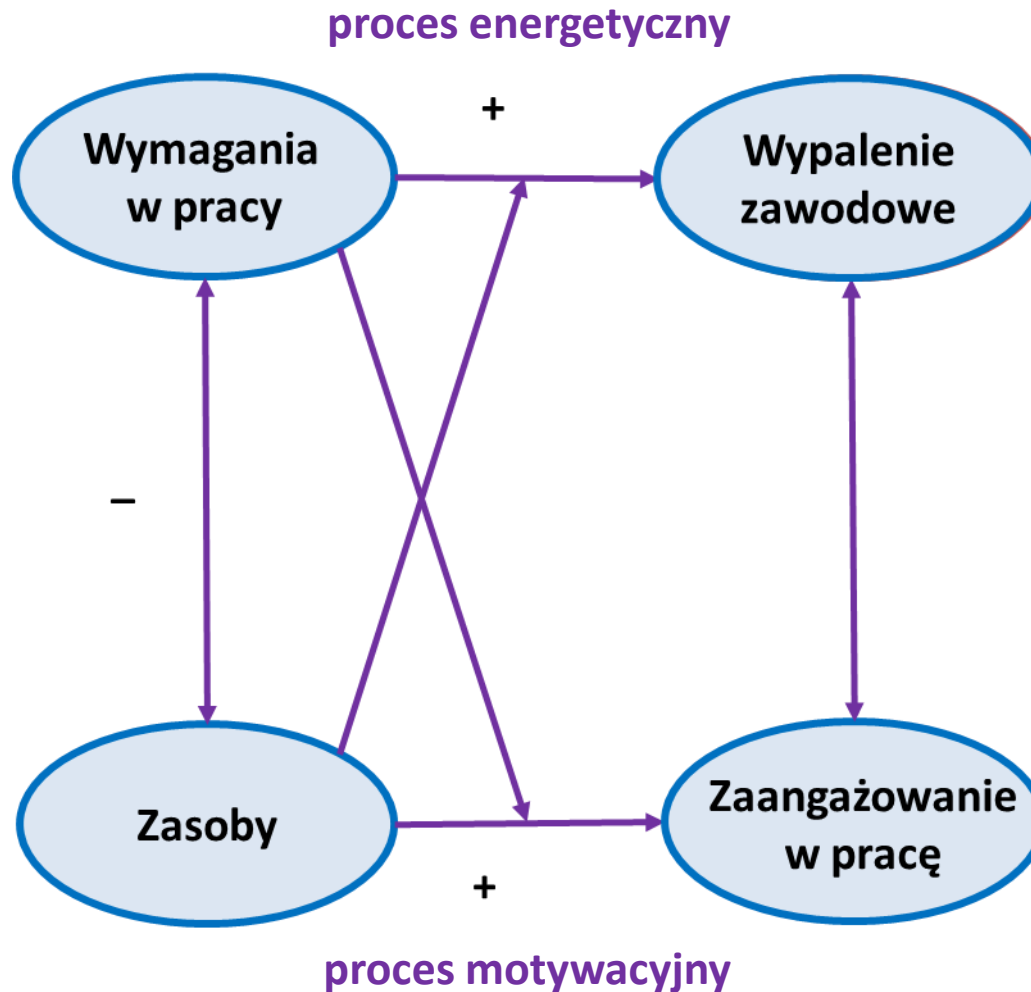 proces energetyczny
+
Wymagania
w pracy
Wypalenie
zawodowe
–
Zasoby
Zaangażowanie
w pracę
+
proces motywacyjny